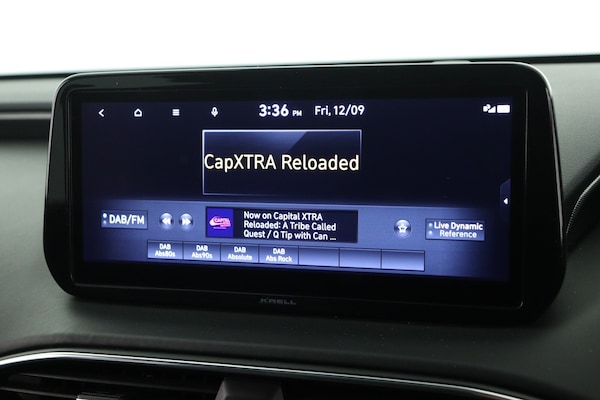 3:36 PM Fri, 12/09
CapXTRA Reloaded
DAB/FM
CAPITAL
Now on Capital XTRA
Reloaded: A Tribe Called
Quest / Q Tip with Can ...
Live Dynamic
Reference
DAB
Abs80s
DAB
Abs90s
DAB
Absolute
DAB
Abs Rock
KRELL